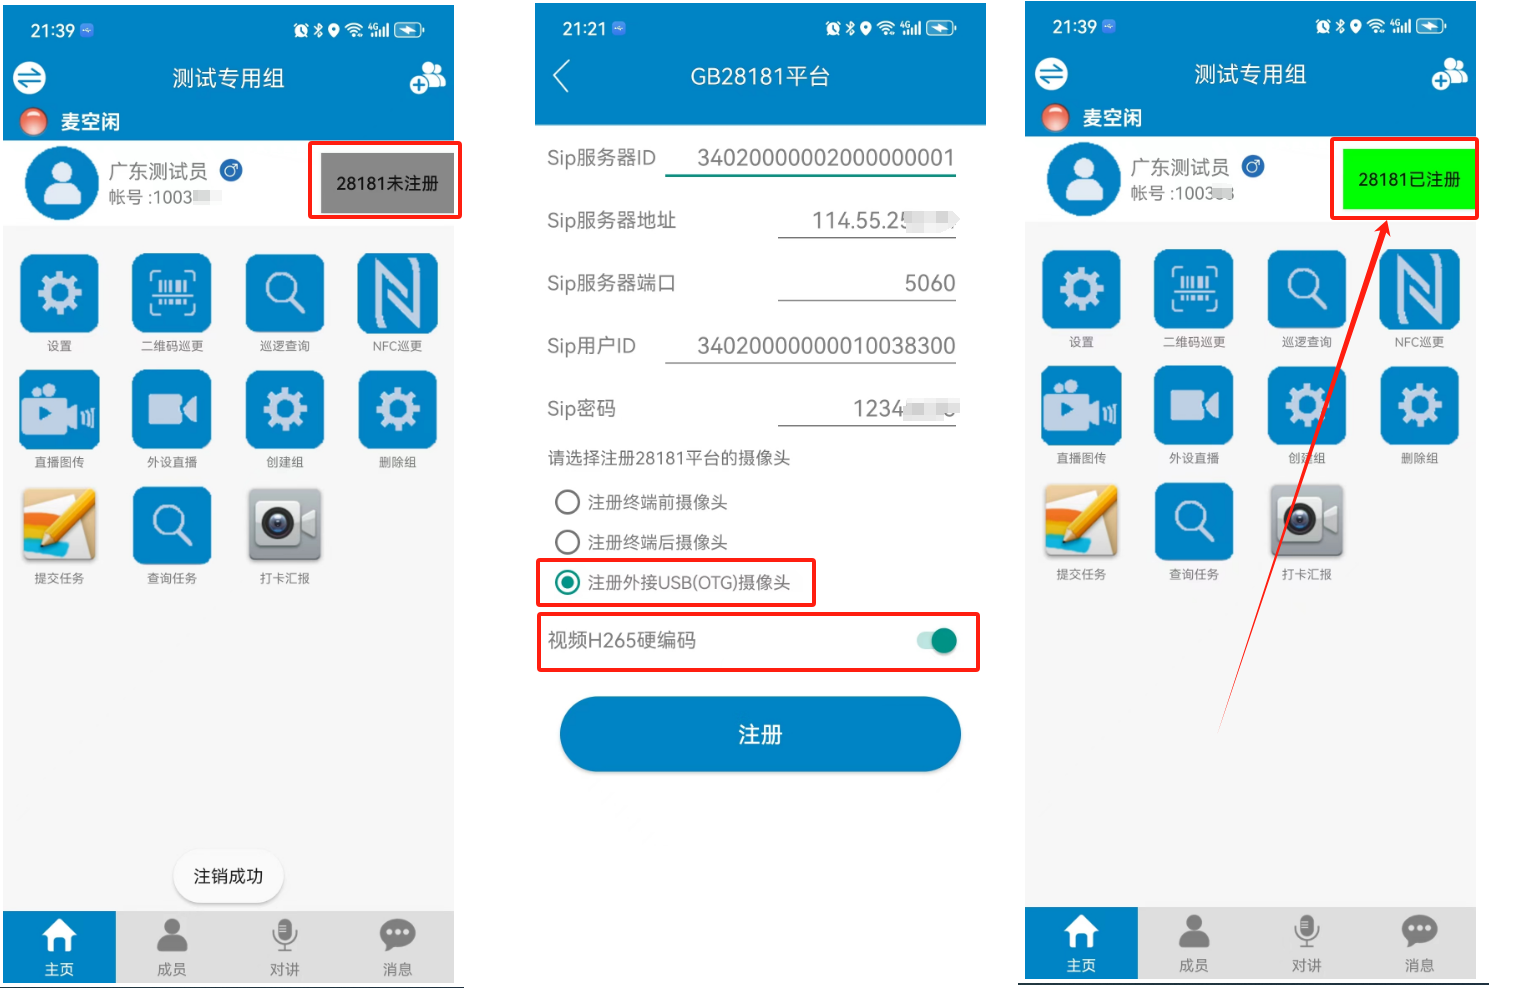 21:39
测试专用组
麦空闲
广东测试员
帐号 :1003
28181未注册
设置
二维码巡更
巡逻查询
NFC巡更
直播图传
外设直播
创建组
删除组
提交任务
查询任务
打卡汇报
注销成功
主页
成员
对讲
消息
21:21
GB28181平台
Sip服务器ID 34020000002000000001
Sip服务器地址 114.55.2
Sip服务器端口 5060
Sip用户ID 34020000000010038300
Sip密码 1234
请选择注册28181平台的摄像头
注册终端前摄像头
注册终端后摄像头
注册外接USB(OTG)摄像头
视频H265硬编码
注册
21:39
测试专用组
麦空闲
广东测试员
帐号 :1003
28181已注册
设置
二维码巡更
巡逻查询
NFC巡更
直播图传
外设直播
创建组
删除组
提交任务
查询任务
打卡汇报
主页
成员
对讲
消息